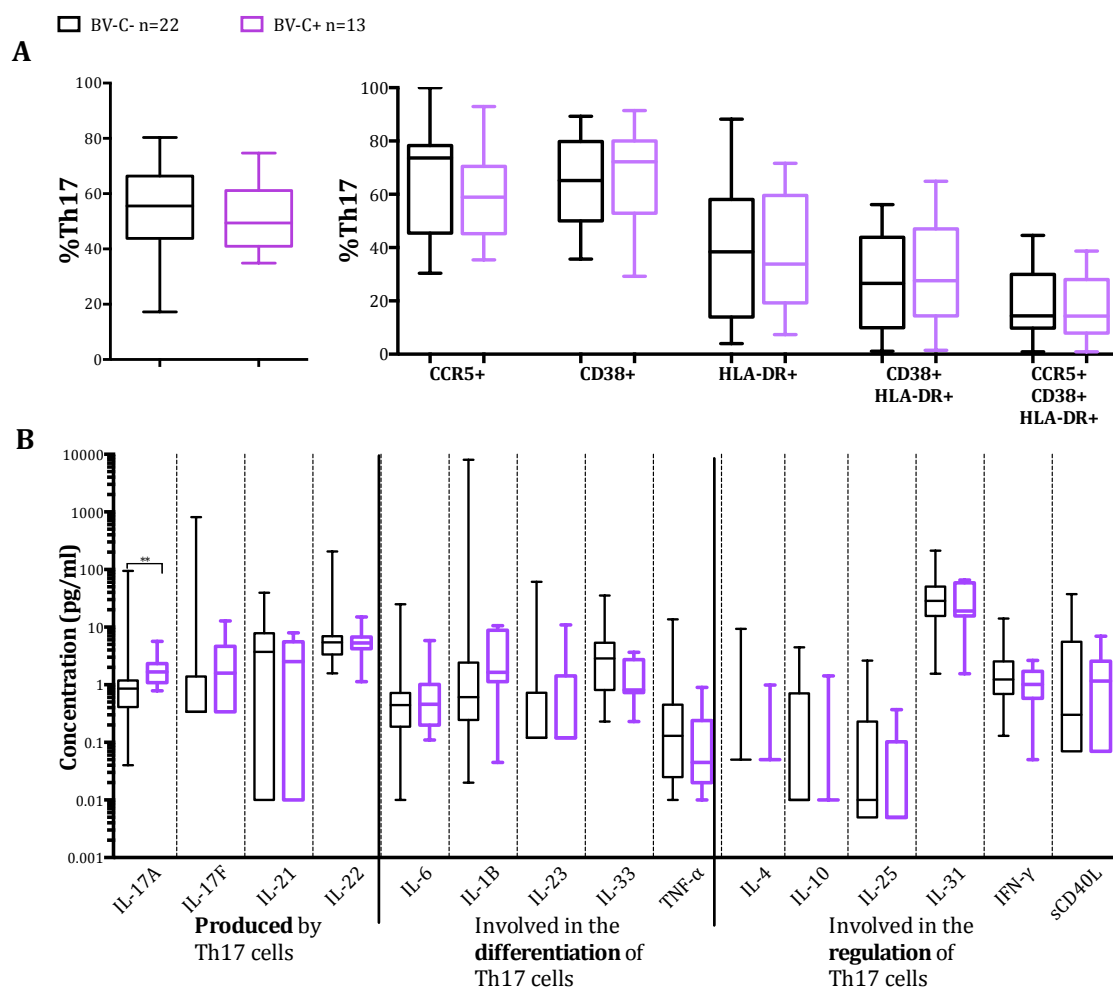 BV-C- n=22 BV-C+ n=13
A
100
80
60
40
20
0
%Th17
100
80
60
40
20
0
%Th17
CCR5+ CD38+ HLA-DR+ CD38+ CCR5+
HLA-DR+ CD38+
HLA-DR+
B
10000
1000
100
10
1
0.1
0.01
0.001
Concentration (pg/ml)
**
IL-17A IL-17F IL-21 IL-22 IL-6 IL-1B IL-23 IL-33 TNF-α IL-4 IL-10 IL-25 IL-31 IFN-γ sCD40L
Produced by
Th17 cells
Involved in the
differentiation of
Th17 cells
Involved in the
regulation of
Th17 cells